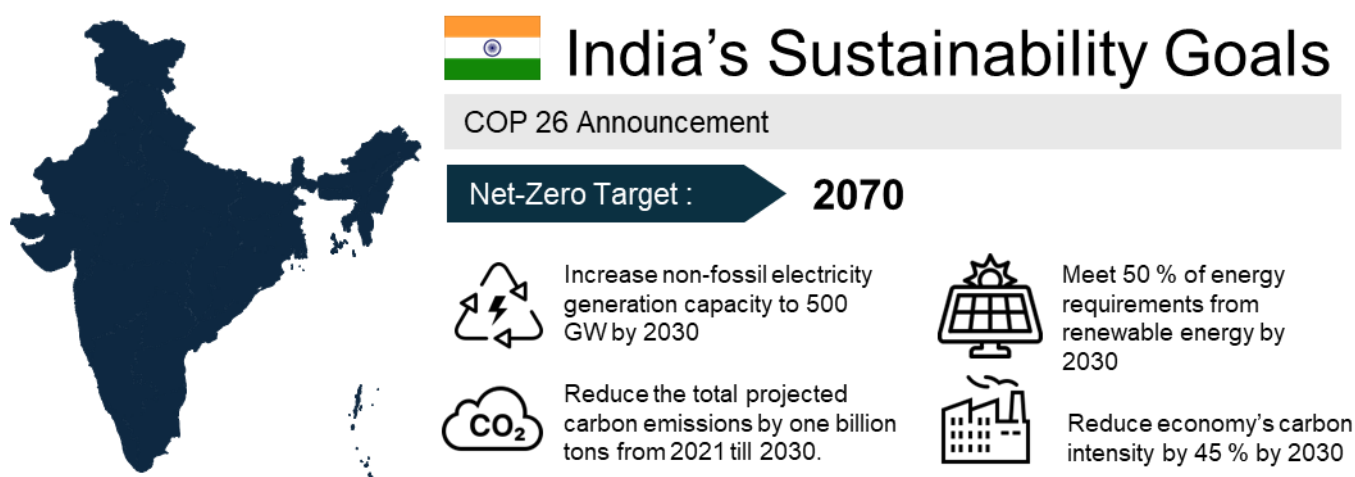 India’s Sustainability Goals
COP 26 Announcement
Net-Zero Target :
2070
Increase non-fossil electricity
generation capacity to 500
GW by 2030
Meet 50 % of energy
requirements from
renewable energy by
2030
CO₂
Reduce the total projected
carbon emissions by one billion
tons from 2021 till 2030.
Reduce economy’s carbon
intensity by 45 % by 2030